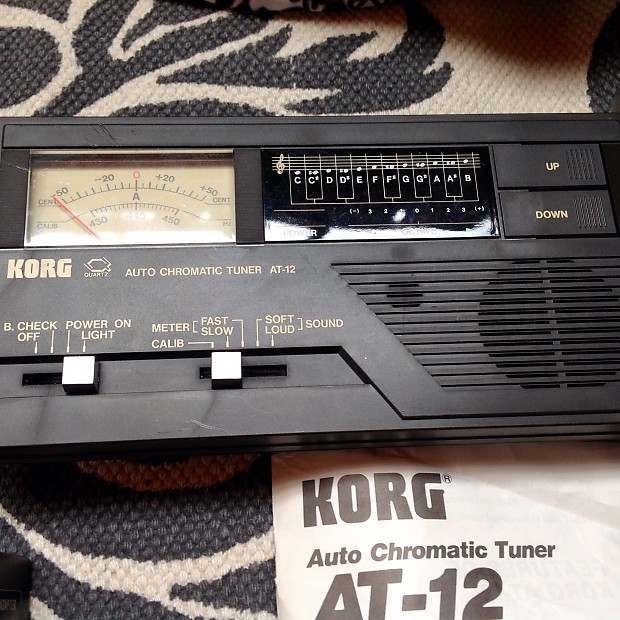 -50 -20 0 +20 +50
CENT A CENT
430 440 450
CALIB Hz
C C# D D# E F F# G G# A A# B
(-) 3 2 0 1 2 3 (+)
POWER OCTAVE
UP
DOWN
KORG QUARTZ AUTO CHROMATIC TUNER AT-12
B. CHECK POWER ON
OFF LIGHT
METER FAST SOFT SOUND
SLOW LOUD
CALIB
KORG®
Auto Chromatic Tuner
AT-12